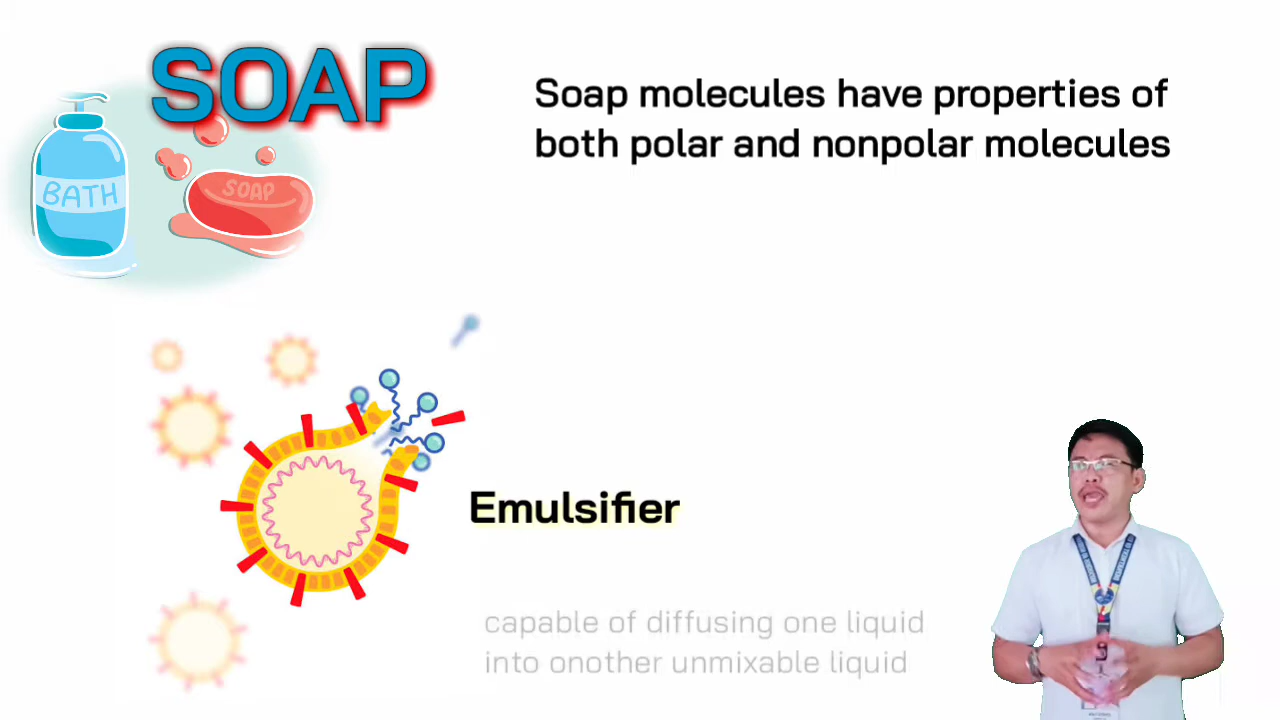 SOAP
Soap molecules have properties of
both polar and nonpolar molecules
BATH
SOAP
Emulsifier
capable of diffusing one liquid
into onother unmixable liquid